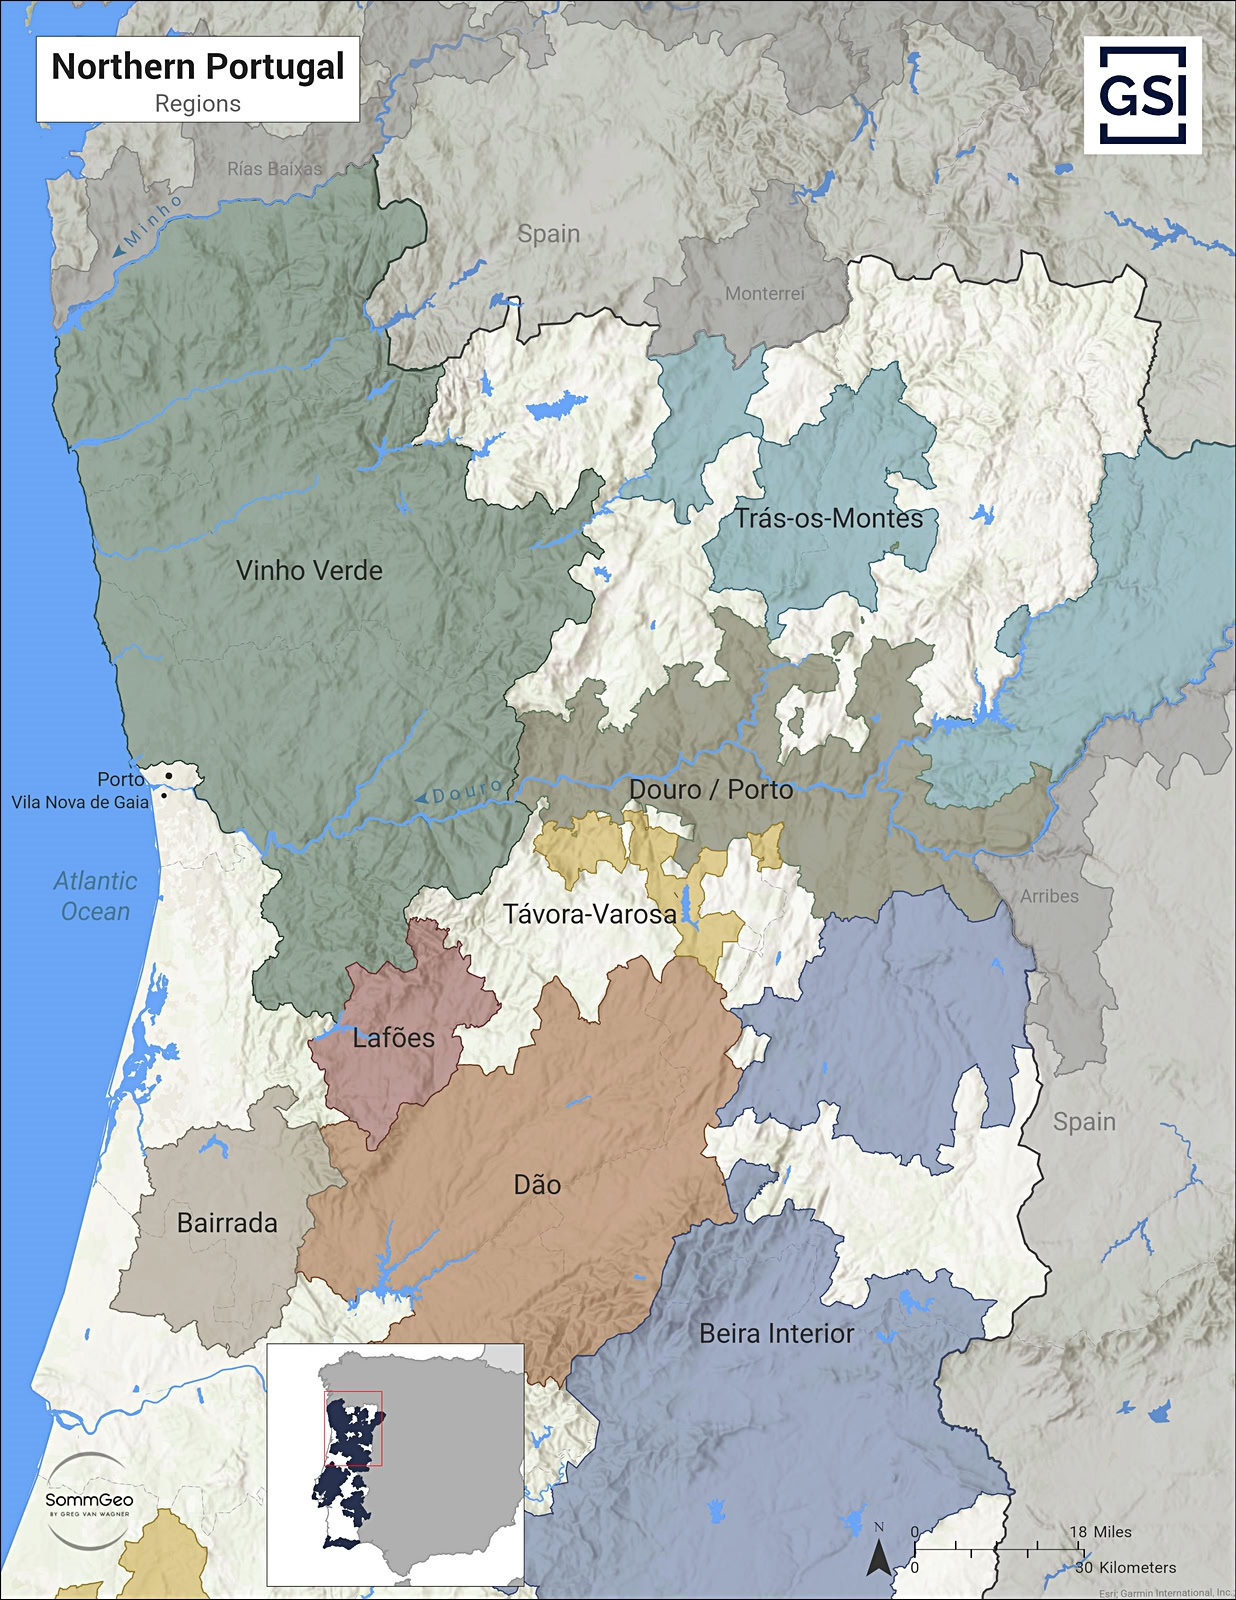 Northern Portugal
Regions
GSI
Rías Baixas
Minho
Spain
Monterrei
Trás-os-Montes
Vinho Verde
Porto
Vila Nova de Gaia
Douro
Douro / Porto
Atlantic
Ocean
Arribes
Távora-Varosa
Lafões
Spain
Dão
Bairrada
Beira Interior
SommGeo
BY GREG VAN WAGNER
N
0 18 Miles
0 30 Kilometers
Esri, Garmin International, Inc.